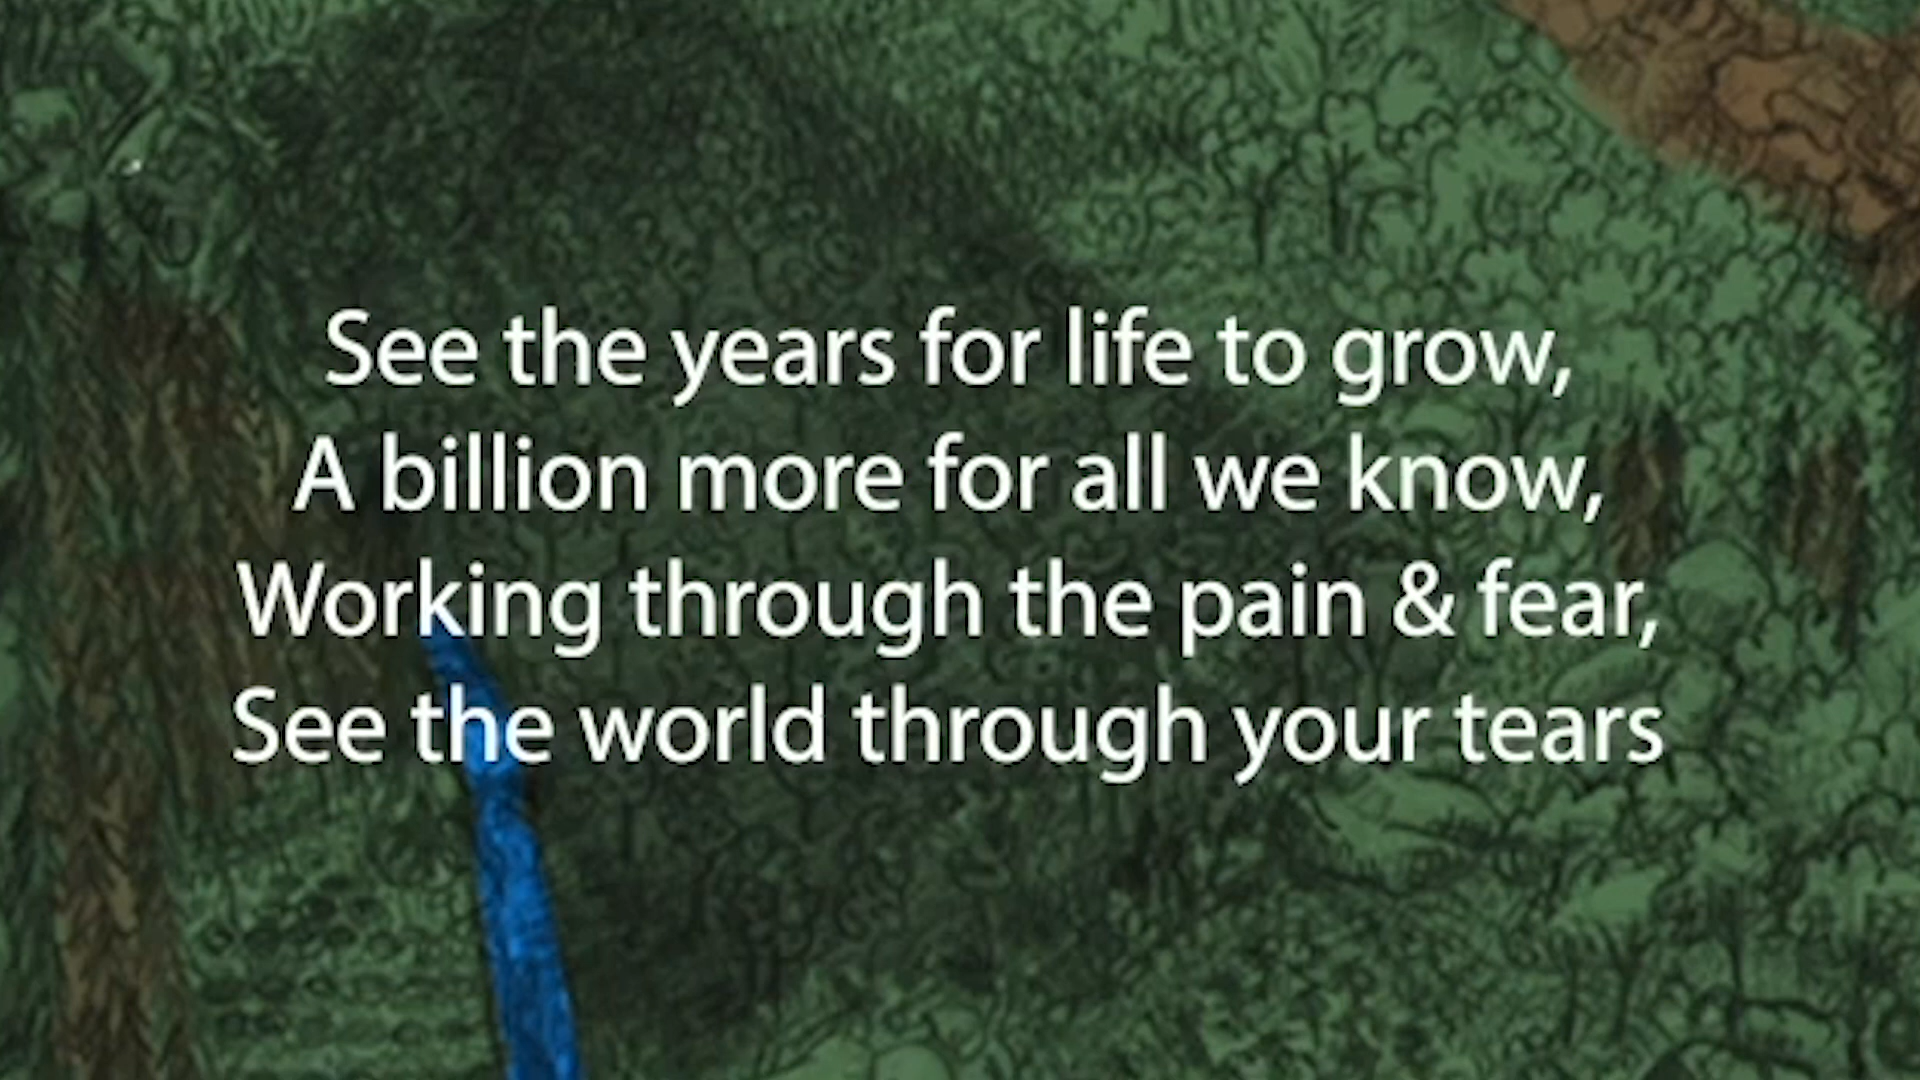 See the years for life to grow,
A billion more for all we know,
Working through the pain & fear,
See the world through your tears